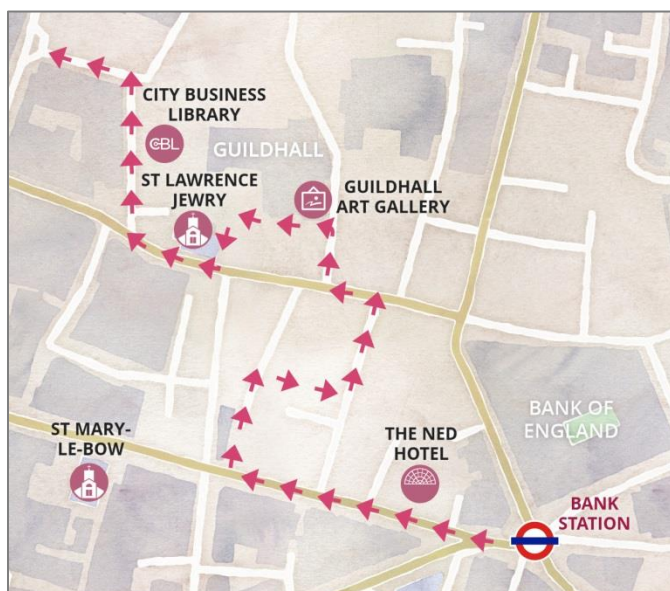 CITY BUSINESS
LIBRARY
CBL
GUILDHALL
ST LAWRENCE
JEWRY
GUILDHALL
ART GALLERY
ST MARY-
LE-BOW
THE NED
HOTEL
BANK OF
ENGLAND
BANK
STATION